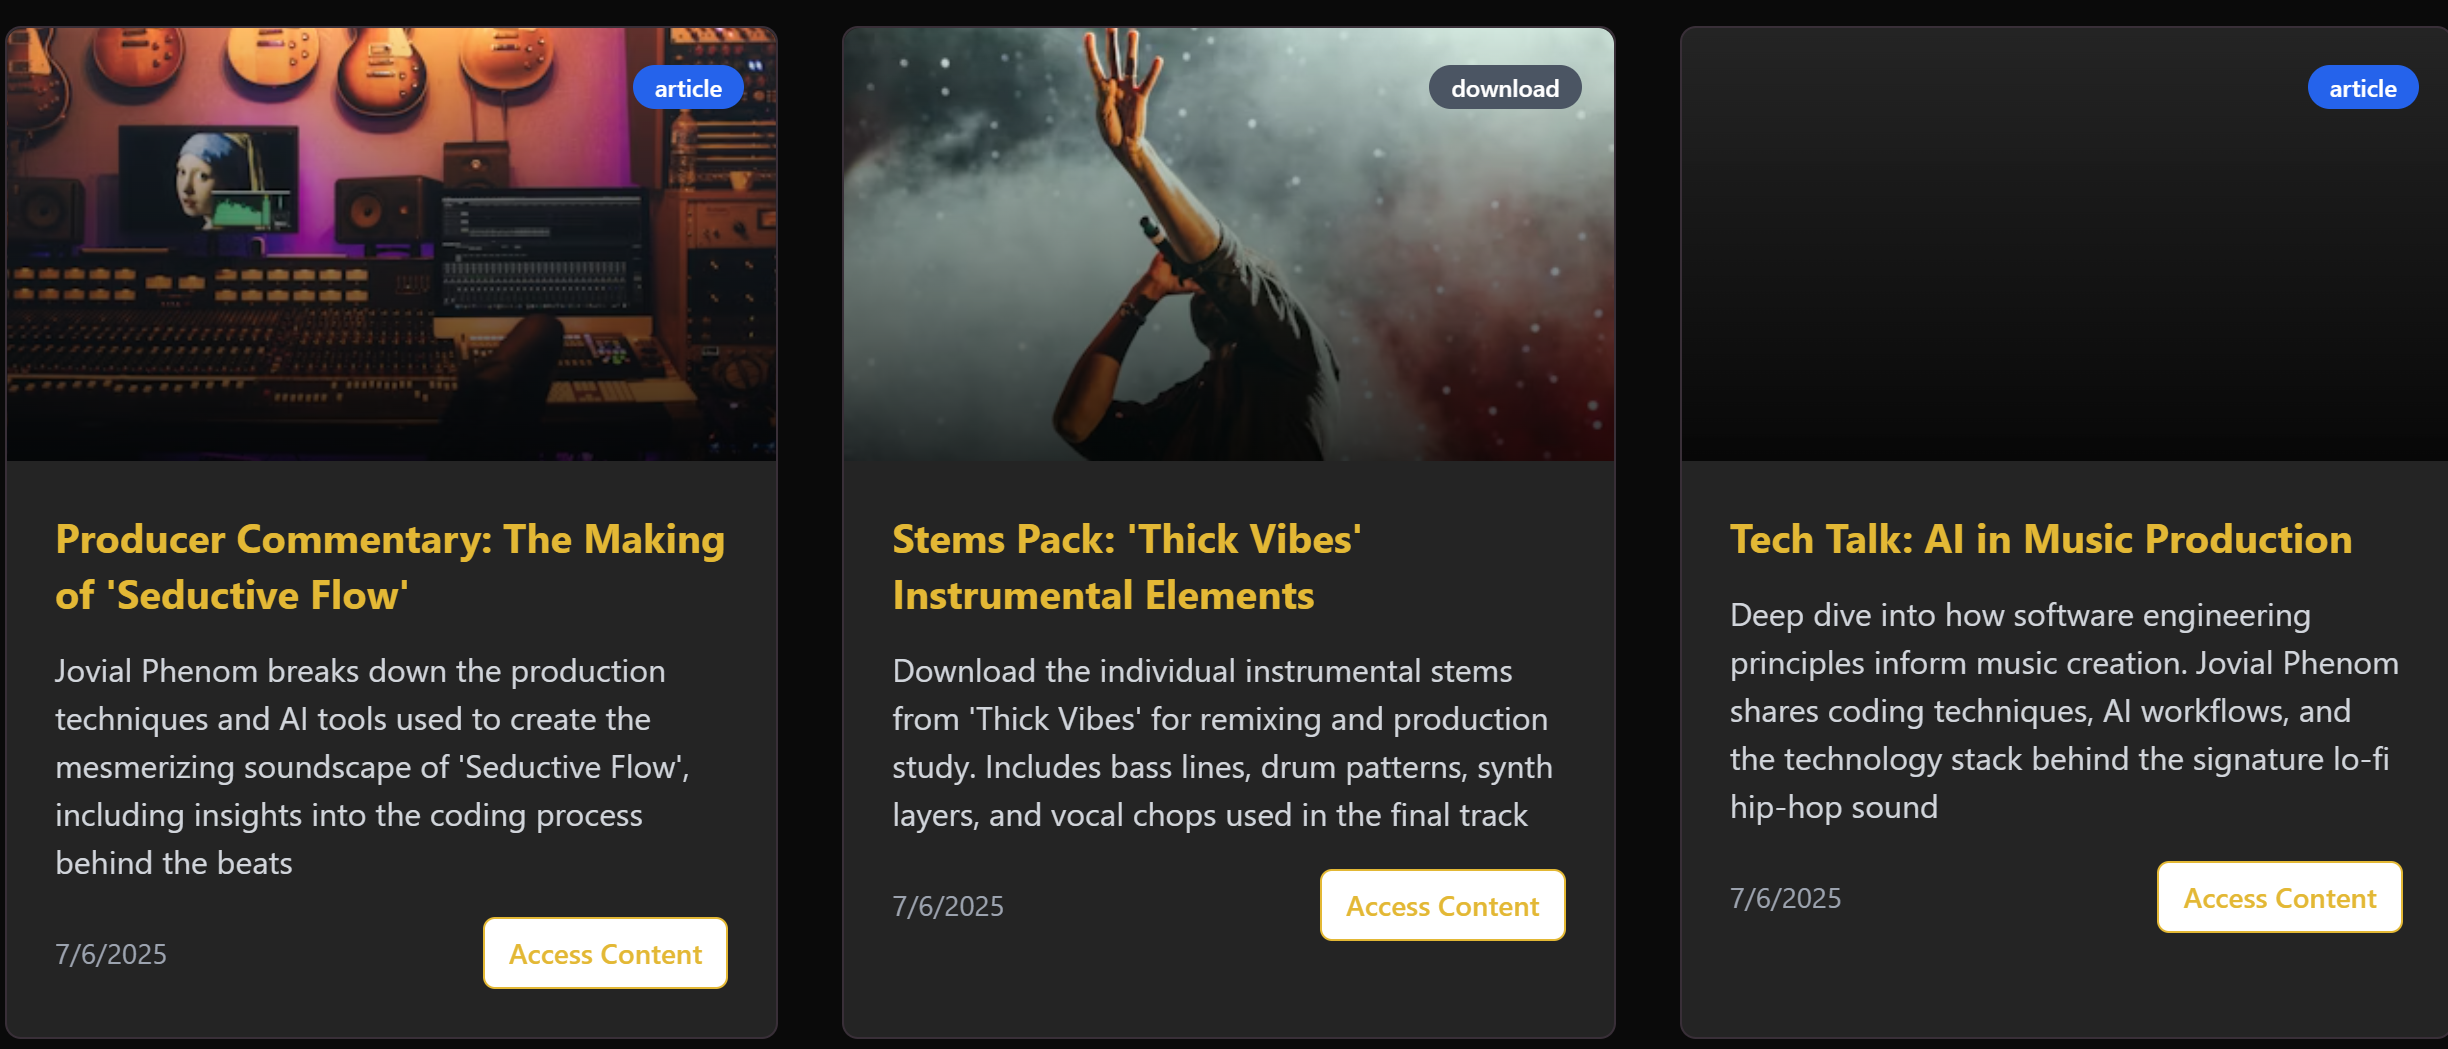 article
Producer Commentary: The Making
of 'Seductive Flow'
Jovial Phenom breaks down the production
techniques and AI tools used to create the
mesmerizing soundscape of 'Seductive Flow',
including insights into the coding process
behind the beats
7/6/2025
Access Content
download
Stems Pack: 'Thick Vibes'
Instrumental Elements
Download the individual instrumental stems
from 'Thick Vibes' for remixing and production
study. Includes bass lines, drum patterns, synth
layers, and vocal chops used in the final track
7/6/2025
Access Content
article
Tech Talk: AI in Music Production
Deep dive into how software engineering
principles inform music creation. Jovial Phenom
shares coding techniques, AI workflows, and
the technology stack behind the signature lo-fi
hip-hop sound
7/6/2025
Access Content